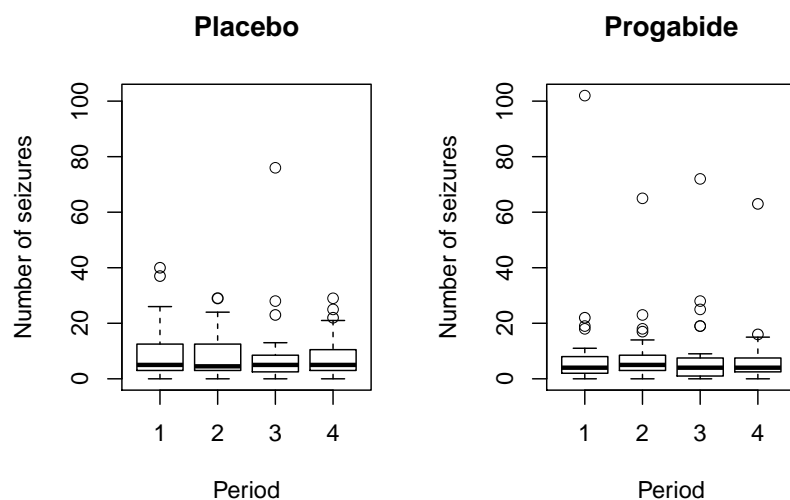 Placebo
Number of seizures
0 20 40 60 80 100
1 2 3 4
Period
Progabide
Number of seizures
0 20 40 60 80 100
1 2 3 4
Period